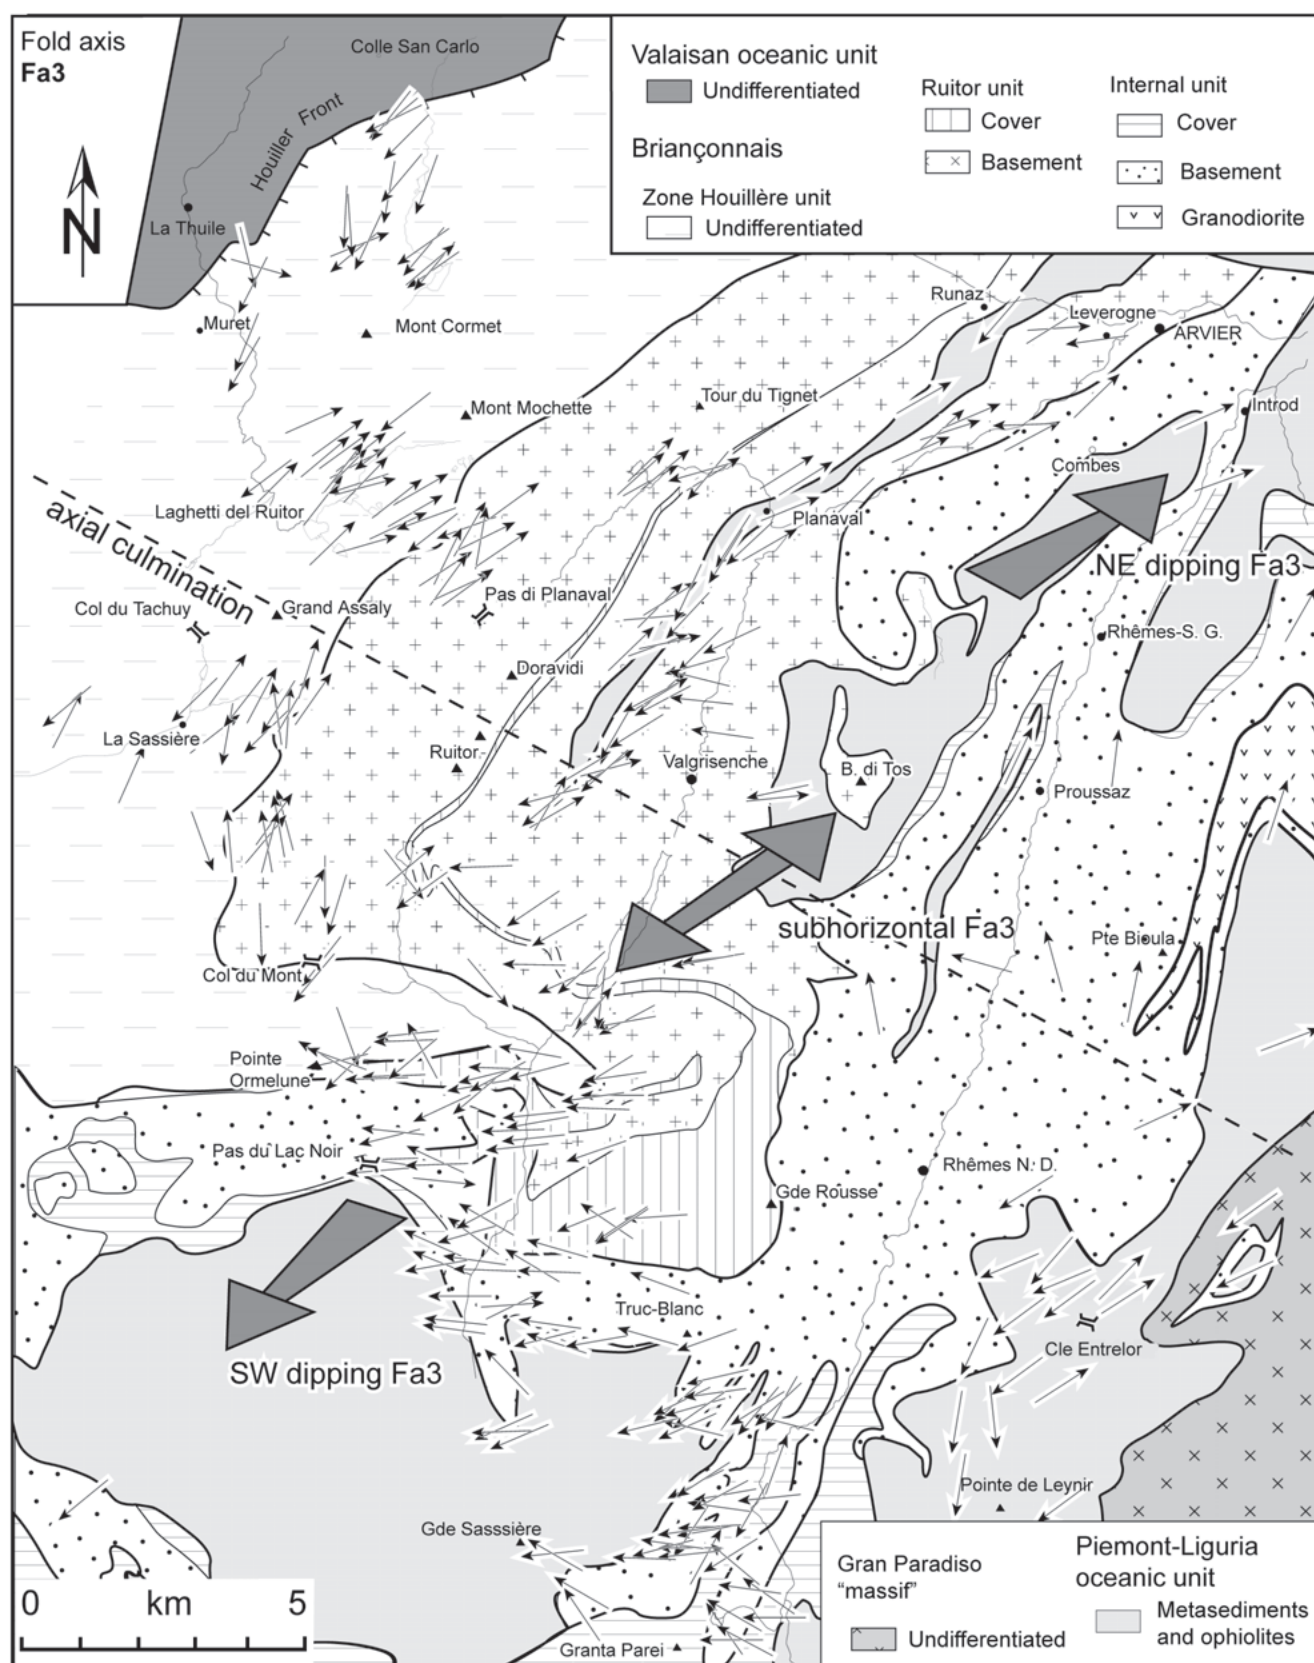 Fold axis
Fa3
N
Colle San Carlo
Houiller Front
La Thuile
Valaisan oceanic unit
Undifferentiated
Briançonnais
Zone Houillère unit
Undifferentiated
Ruitor unit
Cover
Basement
Internal unit
Cover
Basement
Granodiorite
Muret
Mont Cormet
Runaz
Leverogne
ARVIER
Mont Mochette
Tour du Tignet
Introd
Combes
Laghetti del Ruitor
Planaval
axial culmination
NE dipping Fa3
Col du Tachuy
Grand Assaly
Pas di Planaval
Rhêmes-S. G.
Doravidi
La Sassière
Ruitor
Valgrisenche
B. di Tos
Proussaz
subhorizontal Fa3
Pte Bioula
Col du Mont
Pointe
Ormelune
Pas du Lac Noir
Rhêmes N. D.
Gde Rousse
Truc-Blanc
Cle Entrelor
SW dipping Fa3
Pointe de Leynir
Gde Sasssière
Granta Parei
0 km 5
Gran Paradiso
“massif”
Undifferentiated
Piemont-Liguria
oceanic unit
Metasediments
and ophiolites